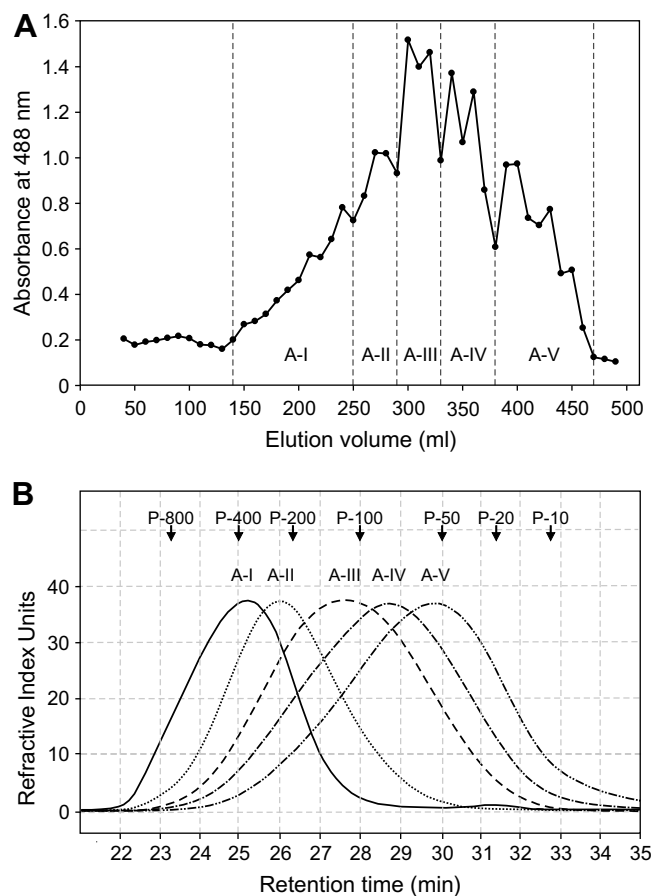 A
Absorbance at 488 nm
1.6
1.4
1.2
1.0
0.8
0.6
0.4
0.2
0
A-I A-II A-III A-IV A-V
0 50 100 150 200 250 300 350 400 450 500
Elution volume (ml)
B
P-800 P-400 P-200 P-100 P-50 P-20 P-10
A-I A-II A-III A-IV A-V
Refractive Index Units
40
30
20
10
0
22 23 24 25 26 27 28 29 30 31 32 33 34 35
Retention time (min)